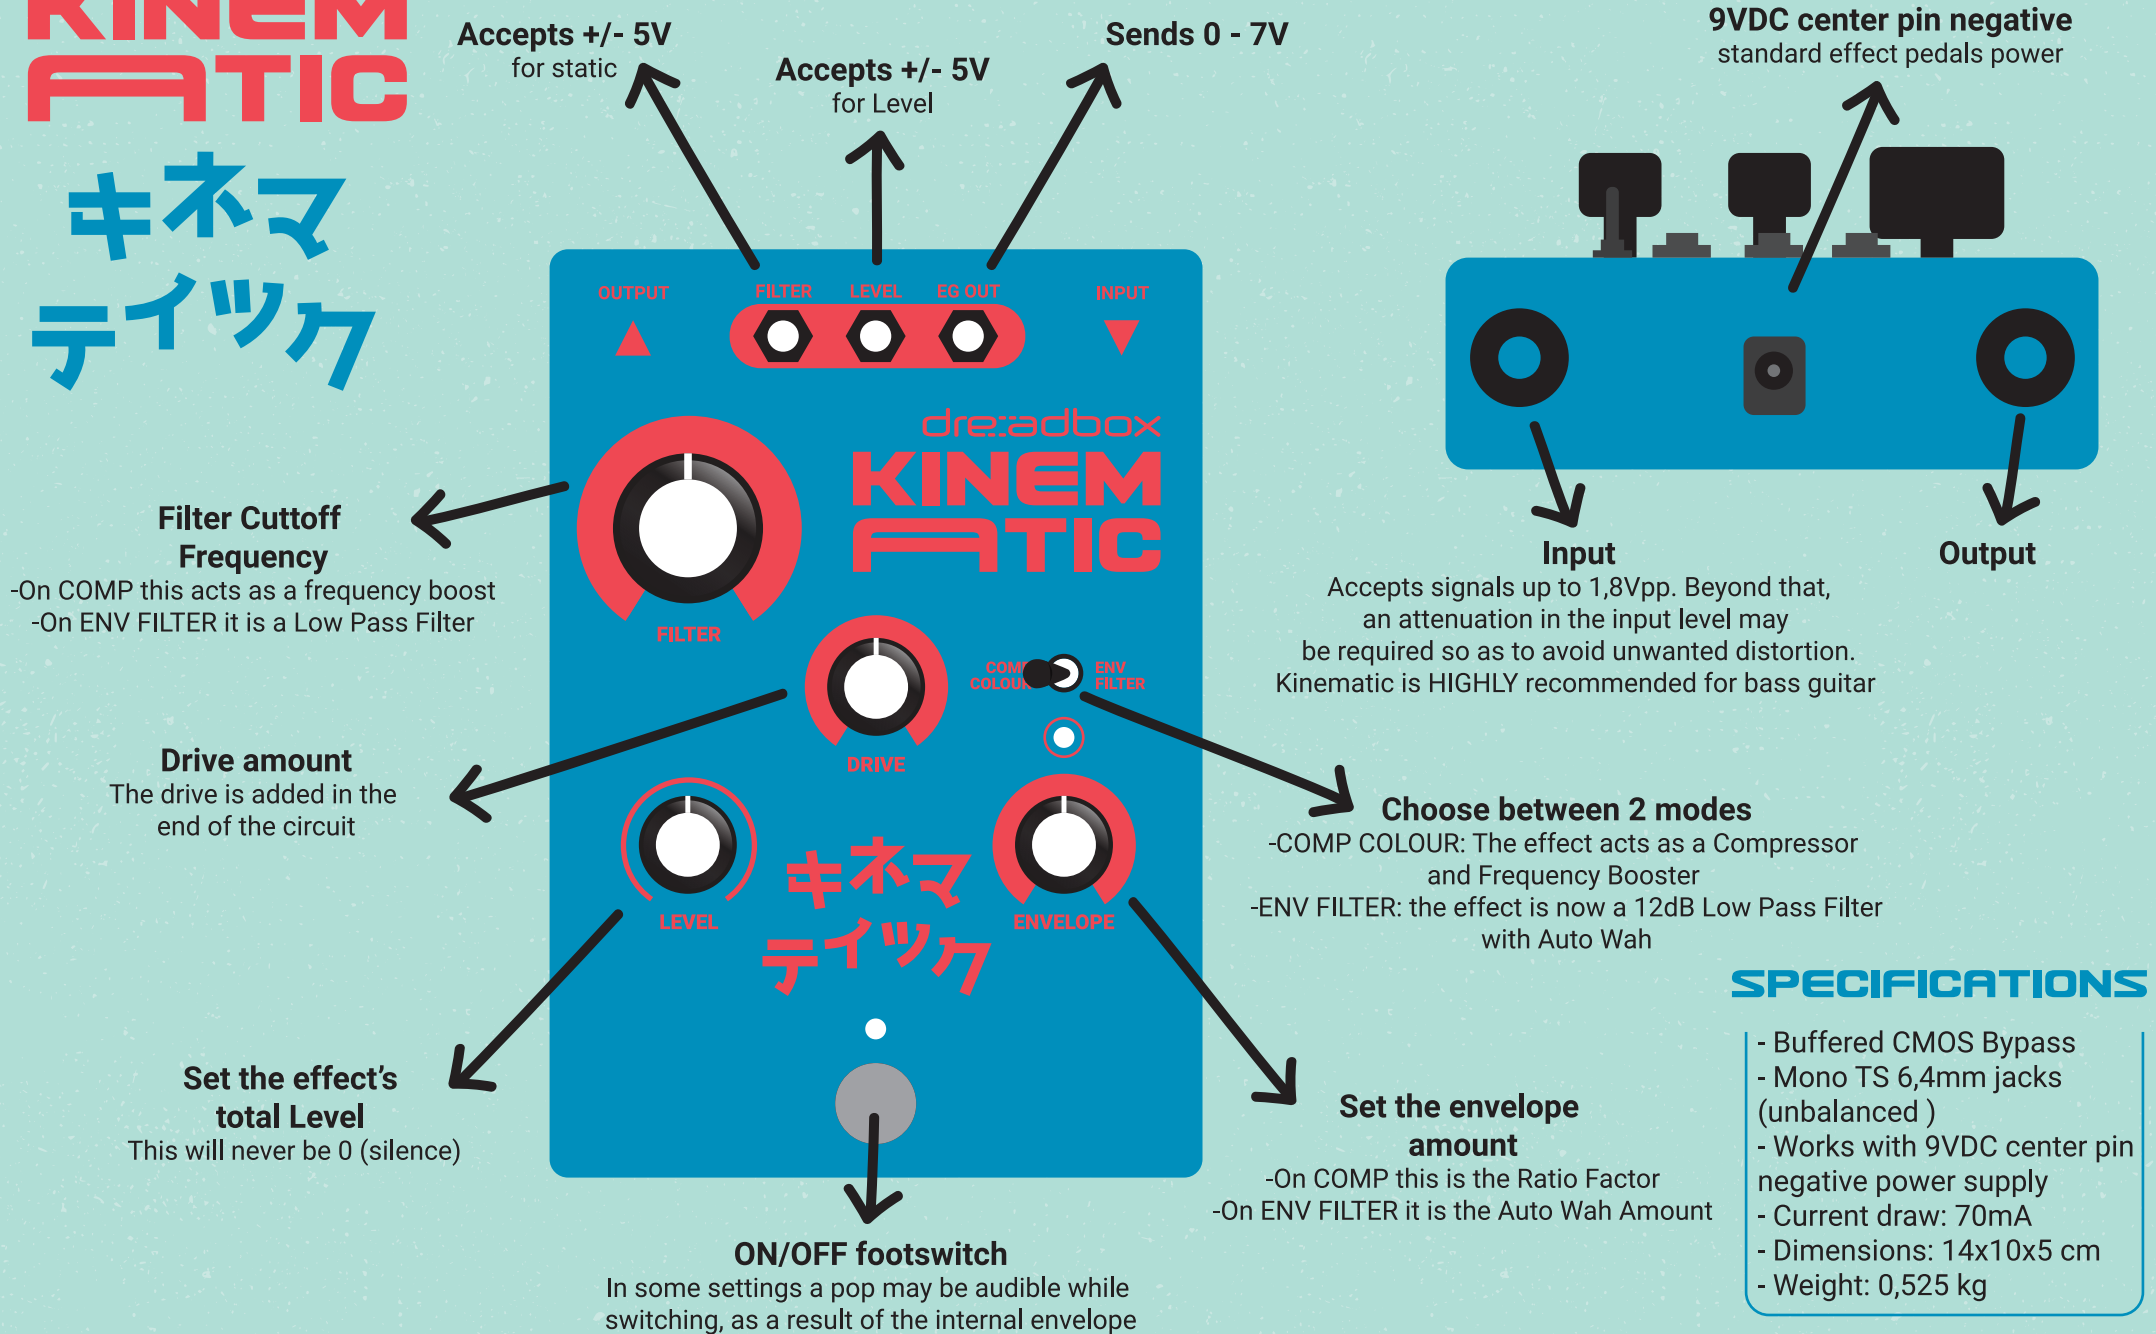 KINEM
ATIC
キネマ
テイック
Accepts +/- 5V
for static
Accepts +/- 5V
for Level
Sends 0 - 7V
9VDC center pin negative
standard effect pedals power
OUTPUT
FILTER
LEVEL
EG OUT
INPUT
dreadbox
KINEM
ATIC
FILTER
DRIVE
COMP
COLOUR
ENV
FILTER
LEVEL
キネマ
テイック
ENVELOPE
Filter Cuttoff
Frequency
-On COMP this acts as a frequency boost
-On ENV FILTER it is a Low Pass Filter
Drive amount
The drive is added in the
end of the circuit
Set the effect's
total Level
This will never be 0 (silence)
ON/OFF footswitch
In some settings a pop may be audible while
switching, as a result of the internal envelope
Input
Accepts signals up to 1,8Vpp. Beyond that,
an attenuation in the input level may
be required so as to avoid unwanted distortion.
Kinematic is HIGHLY recommended for bass guitar
Output
Choose between 2 modes
-COMP COLOUR: The effect acts as a Compressor
and Frequency Booster
-ENV FILTER: the effect is now a 12dB Low Pass Filter
with Auto Wah
Set the envelope
amount
-On COMP this is the Ratio Factor
-On ENV FILTER it is the Auto Wah Amount
SPECIFICATIONS
- Buffered CMOS Bypass
- Mono TS 6,4mm jacks
(unbalanced )
- Works with 9VDC center pin
negative power supply
- Current draw: 70mA
- Dimensions: 14x10x5 cm
- Weight: 0,525 kg